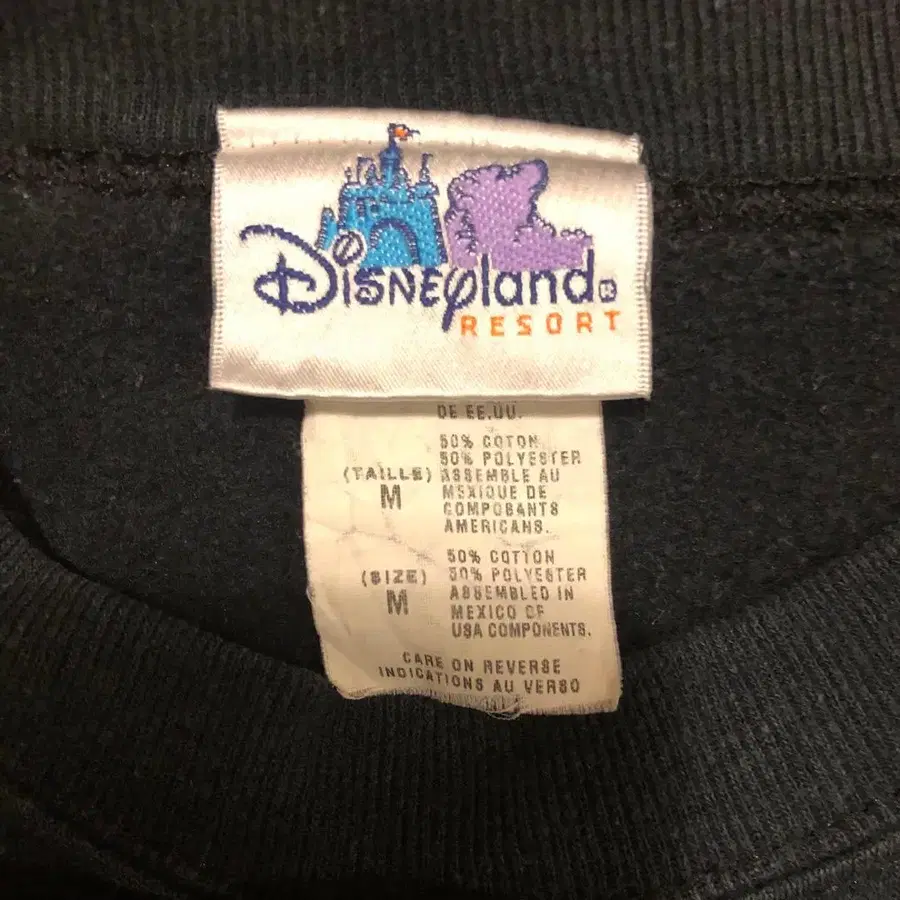 Disneyland®
RESORT
DE EE.UU.
50% COTON
50% POLYESTER
(TAILLE) ASSEMBLE AU
M MEXIQUE DE
COMPOSANTS
AMERICANS.
50% COTTON
(SIZE) 50% POLYESTER
M ASSEMBLED IN
MEXICO OF
USA COMPONENTS.
CARE ON REVERSE
INDICATIONS AU VERSO